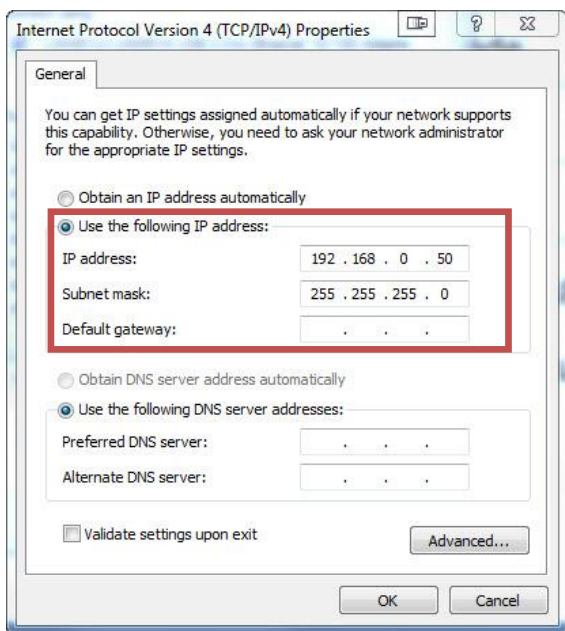 Internet Protocol Version 4 (TCP/IPv4) Properties
General
You can get IP settings assigned automatically if your network supports
this capability. Otherwise, you need to ask your network administrator
for the appropriate IP settings.
Obtain an IP address automatically
Use the following IP address:
IP address: 192 . 168 . 0 . 50
Subnet mask: 255 . 255 . 255 . 0
Default gateway: . . .
Obtain DNS server address automatically
Use the following DNS server addresses:
Preferred DNS server: . . .
Alternate DNS server: . . .
Validate settings upon exit
Advanced...
OK Cancel